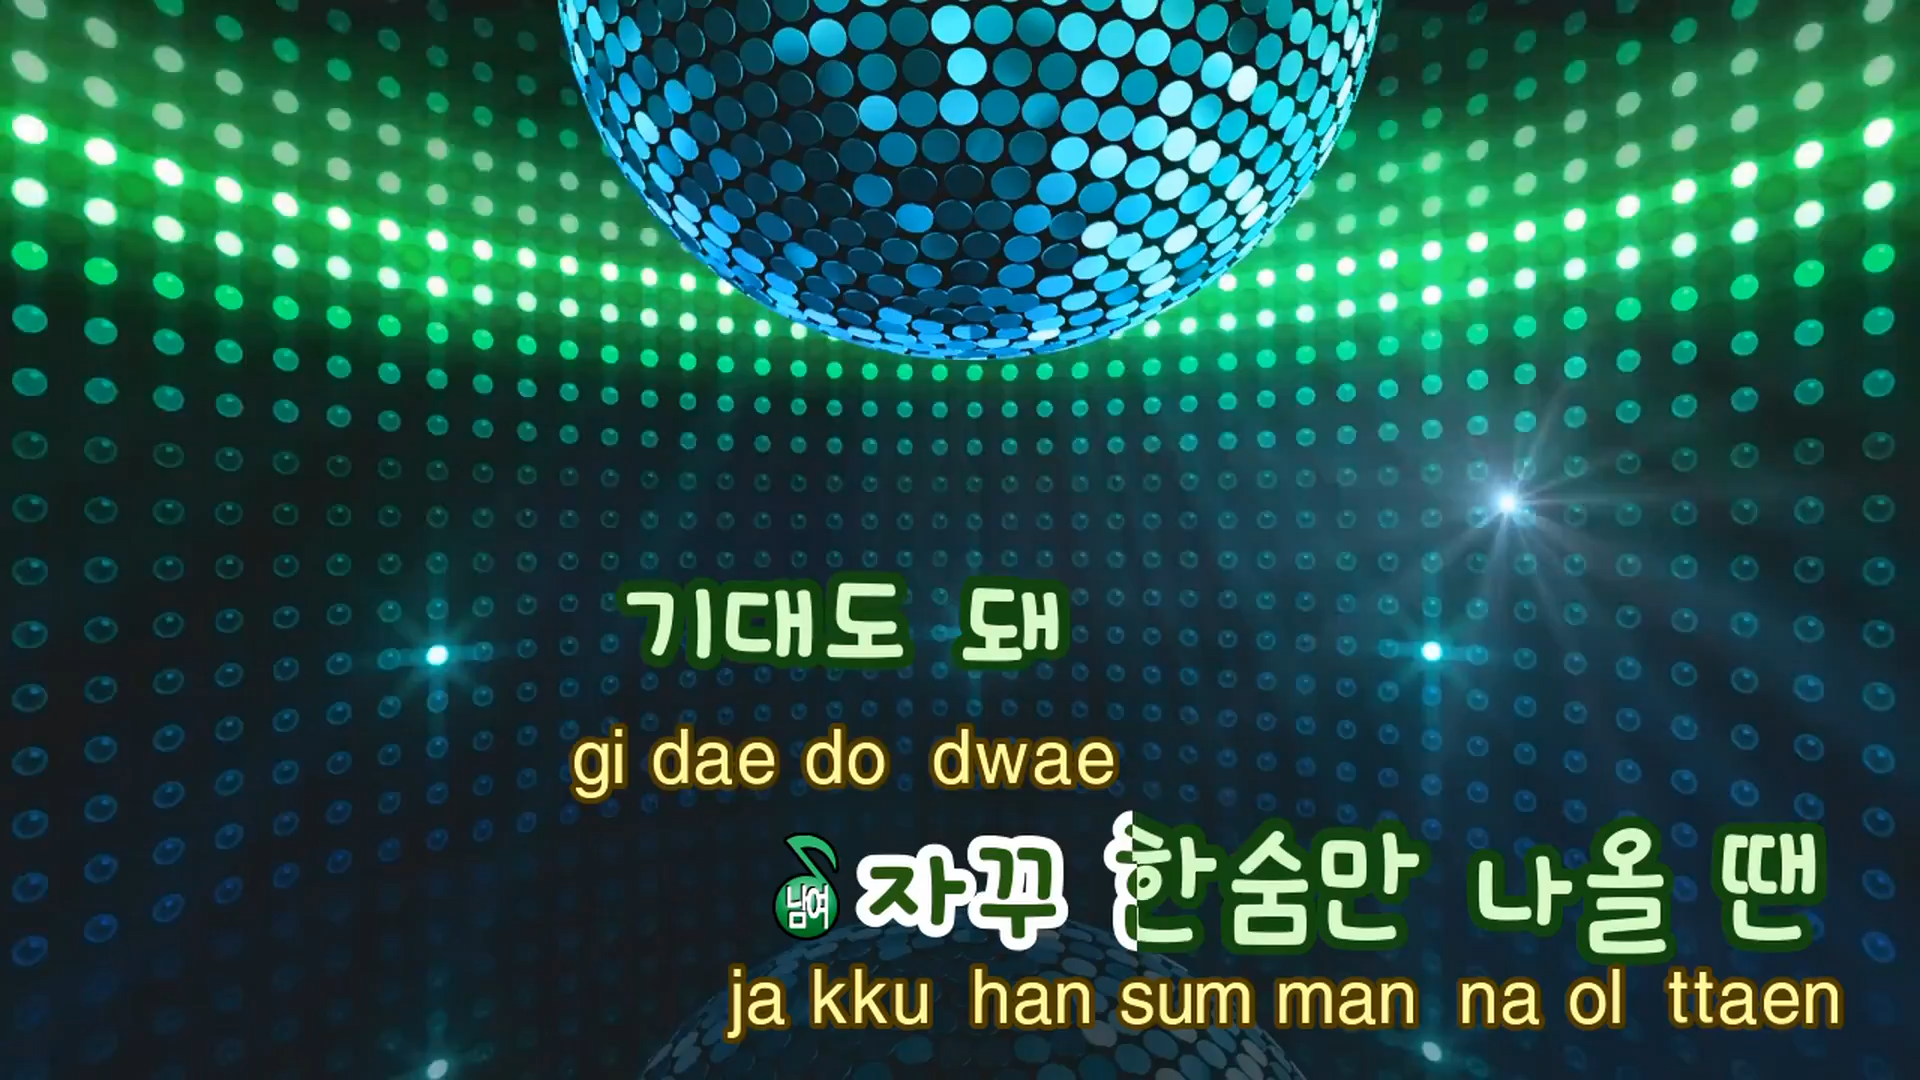 기대도 돼
gi dae do dwae
남여 자꾸 한숨만 나올 땐
ja kku han sum man na ol ttaen